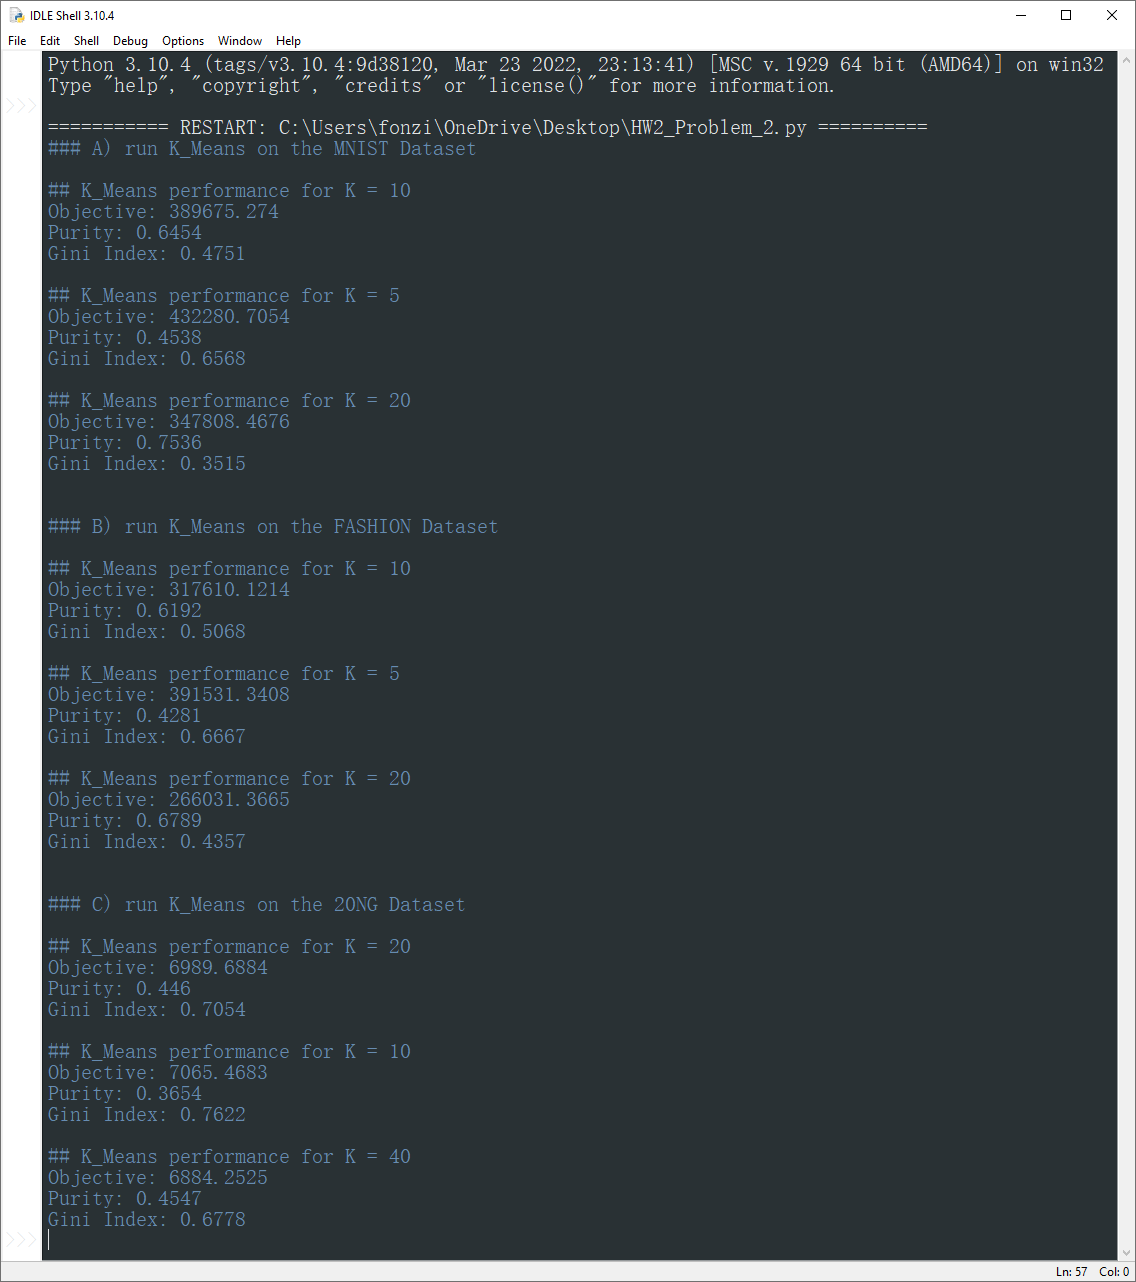 IDLE Shell 3.10.4
File Edit Shell Debug Options Window Help
Python 3.10.4 (tags/v3.10.4:9d38120, Mar 23 2022, 23:13:41) [MSC v.1929 64 bit (AMD64)] on win32
Type "help", "copyright", "credits" or "license()" for more information.
>>>
=========== RESTART: C:\Users\fonzi\OneDrive\Desktop\HW2_Problem_2.py ==========
### A) run K_Means on the MNIST Dataset
## K_Means performance for K = 10
Objective: 389675.274
Purity: 0.6454
Gini Index: 0.4751
## K_Means performance for K = 5
Objective: 432280.7054
Purity: 0.4538
Gini Index: 0.6568
## K_Means performance for K = 20
Objective: 347808.4676
Purity: 0.7536
Gini Index: 0.3515
### B) run K_Means on the FASHION Dataset
## K_Means performance for K = 10
Objective: 317610.1214
Purity: 0.6192
Gini Index: 0.5068
## K_Means performance for K = 5
Objective: 391531.3408
Purity: 0.4281
Gini Index: 0.6667
## K_Means performance for K = 20
Objective: 266031.3665
Purity: 0.6789
Gini Index: 0.4357
### C) run K_Means on the 20NG Dataset
## K_Means performance for K = 20
Objective: 6989.6884
Purity: 0.446
Gini Index: 0.7054
## K_Means performance for K = 10
Objective: 7065.4683
Purity: 0.3654
Gini Index: 0.7622
## K_Means performance for K = 40
Objective: 6884.2525
Purity: 0.4547
Gini Index: 0.6778
>>>
Ln: 57 Col: 0